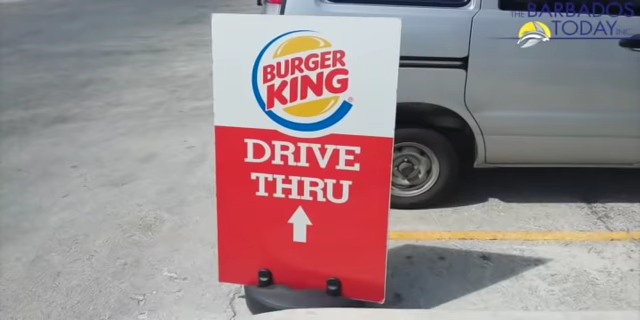 THE BARBADOS
TODAY INC.
BURGER
KING
®
DRIVE
THRU